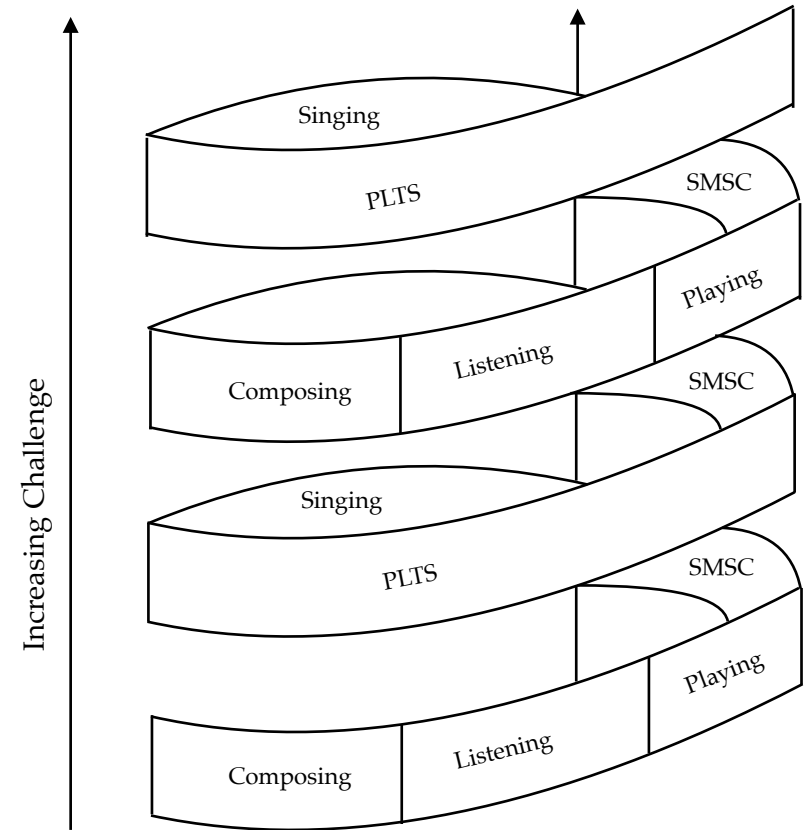 Singing
PLTS
SMSC
Playing
Listening
Composing
SMSC
Singing
PLTS
SMSC
Playing
Listening
Composing
Increasing Challenge